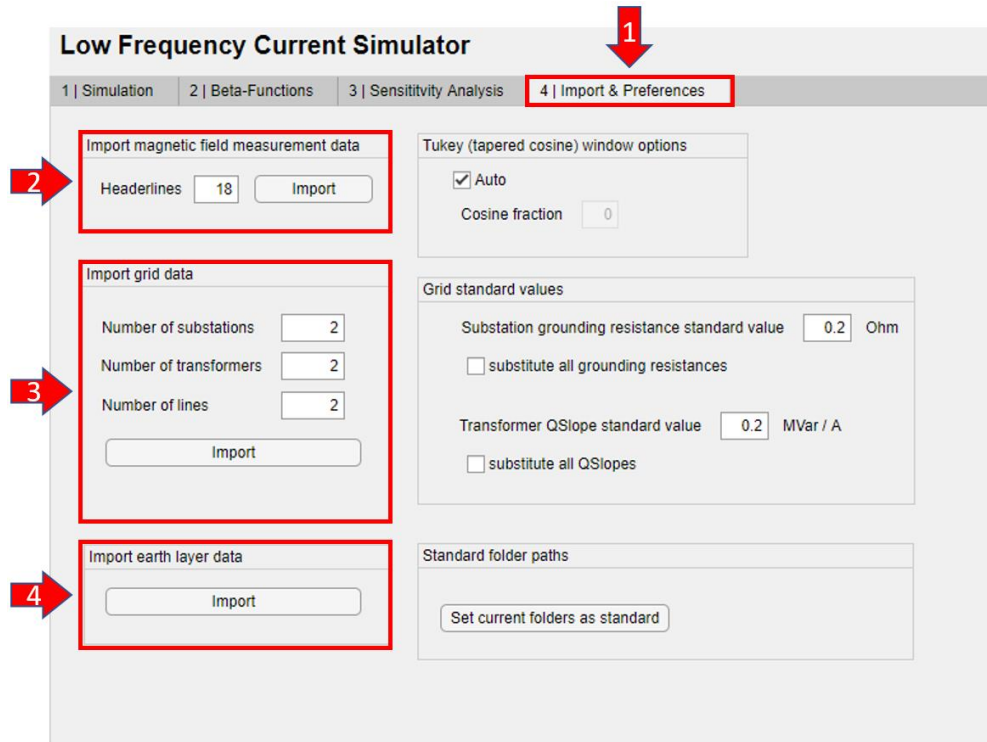 1
Low Frequency Current Simulator
1 | Simulation
2 | Beta-Functions
3 | Sensititvity Analysis
4 | Import & Preferences
2
Import magnetic field measurement data
Headerlines 18 Import
Tukey (tapered cosine) window options
Auto
Cosine fraction 0
3
Import grid data
Number of substations 2
Number of transformers 2
Number of lines 2
Import
Grid standard values
Substation grounding resistance standard value 0.2 Ohm
substitute all grounding resistances
Transformer QSlope standard value 0.2 MVar / A
substitute all QSlopes
4
Import earth layer data
Import
Standard folder paths
Set current folders as standard